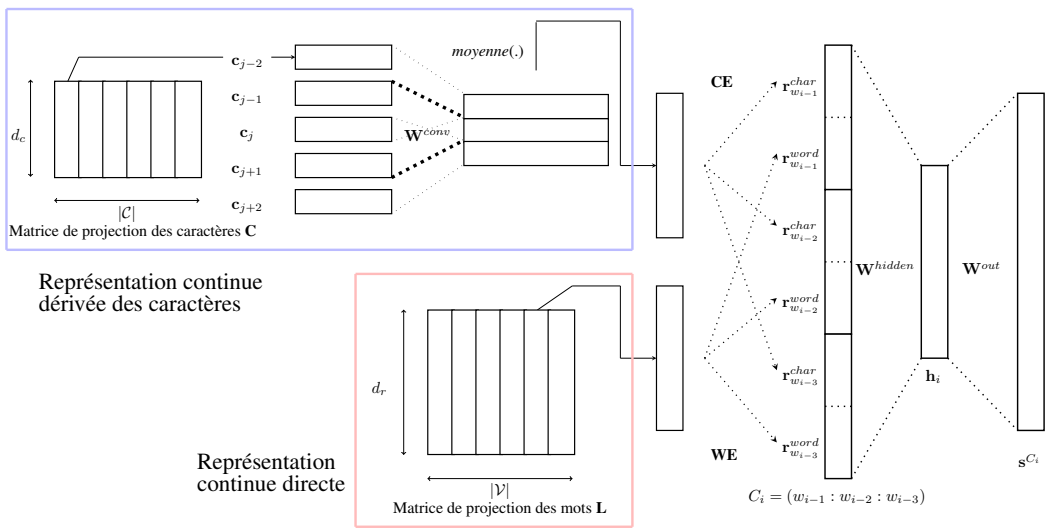 moyenne(.)
c_{j−2}
c_{j−1}
c_j
c_{j+1}
c_{j+2}
d_c
W^{conv}
|C|
Matrice de projection des caractères C
Représentation continue
dérivée des caractères
d_r
|V|
Matrice de projection des mots L
Représentation
continue directe
CE
WE
r^{char}_{w_{i−1}}
r^{word}_{w_{i−1}}
r^{char}_{w_{i−2}}
r^{word}_{w_{i−2}}
r^{char}_{w_{i−3}}
r^{word}_{w_{i−3}}
C_i = (w_{i−1} : w_{i−2} : w_{i−3})
W^{hidden}
h_i
W^{out}
s^{C_i}